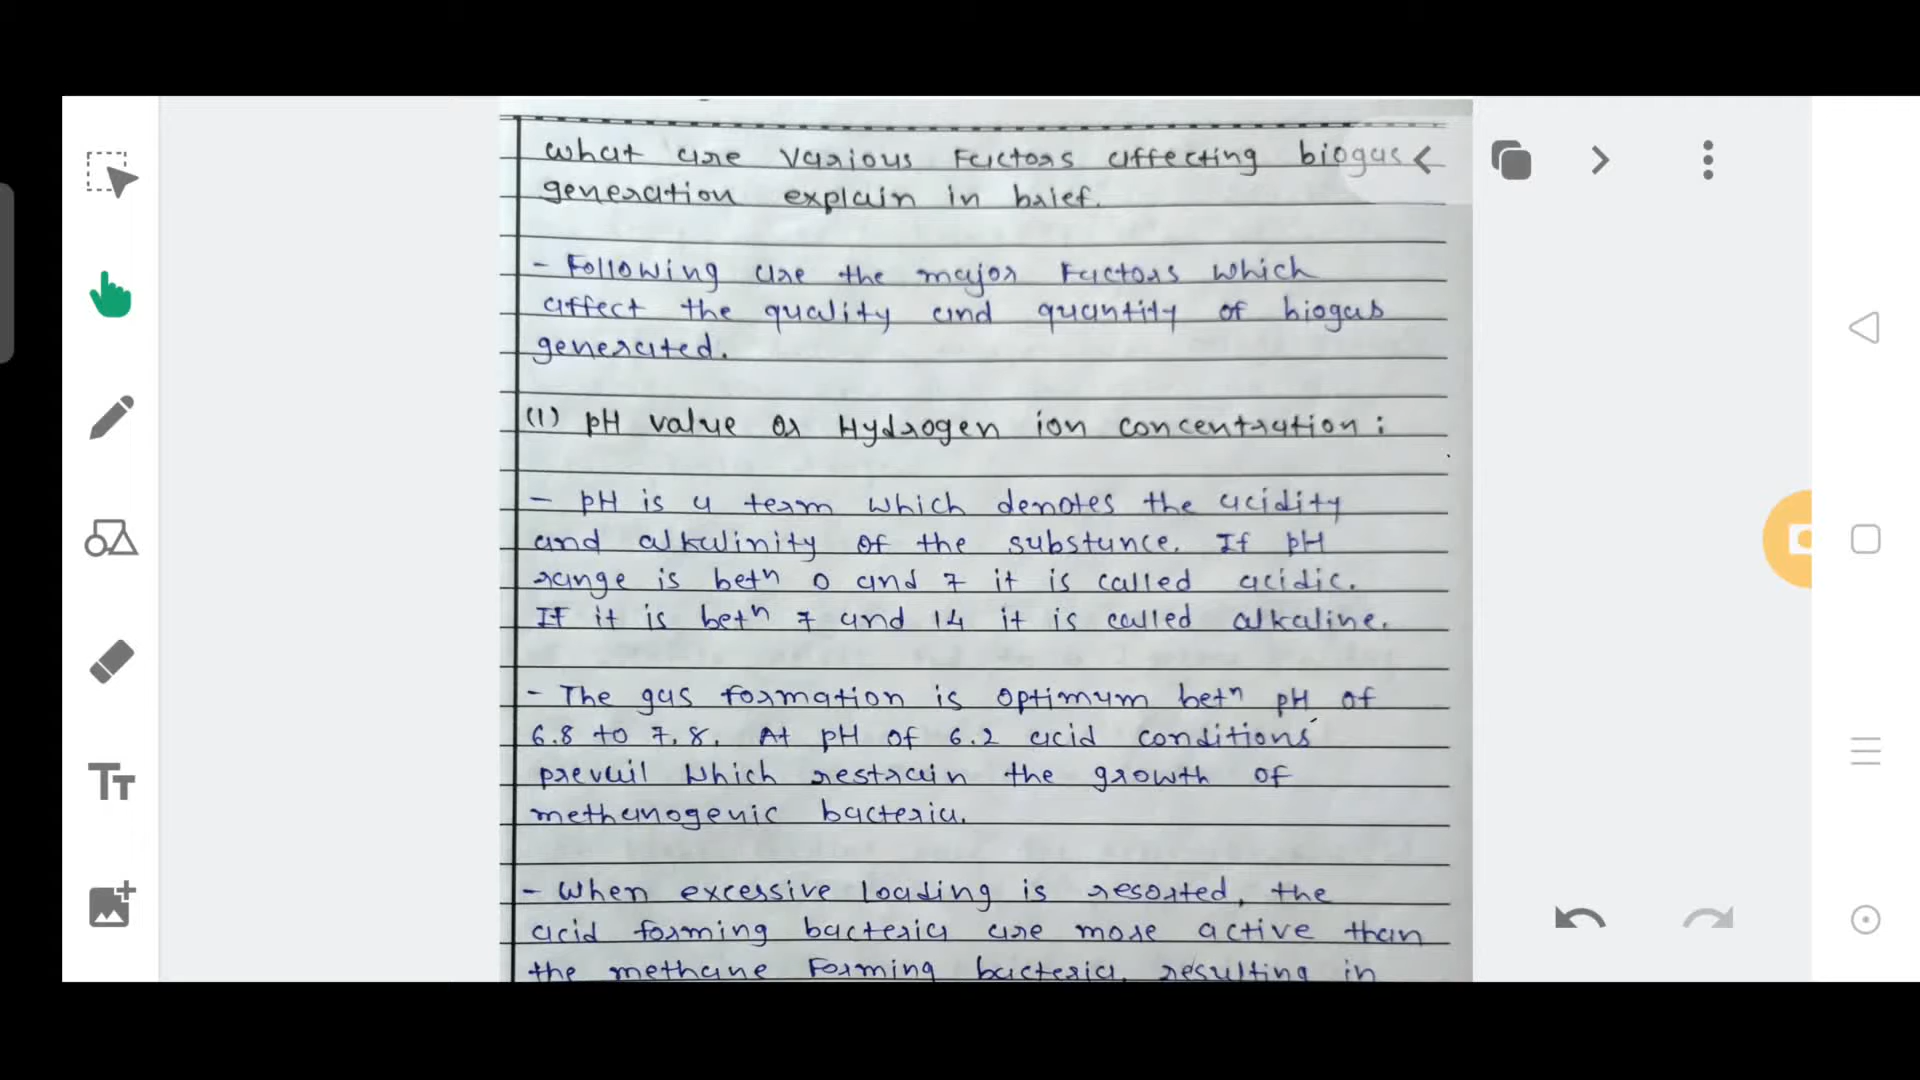 What are various factors affecting biogas
generation explain in brief.
- Following are the major factors which
affect the quality and quantity of biogas
generated.
(1) pH value or Hydrogen ion concentration :
- pH is a term which denotes the acidity
and alkalinity of the substance. If pH
range is betn 0 and 7 it is called acidic.
If it is betn 7 and 14 it is called alkaline.
- The gas formation is optimum betn pH of
6.8 to 7.8. At pH of 6.2 acid conditions
prevail which restrain the growth of
methanogenic bacteria.
- When excessive loading is resorted, the
acid forming bacteria are more active than
the methane forming bacteria, resulting in
TT